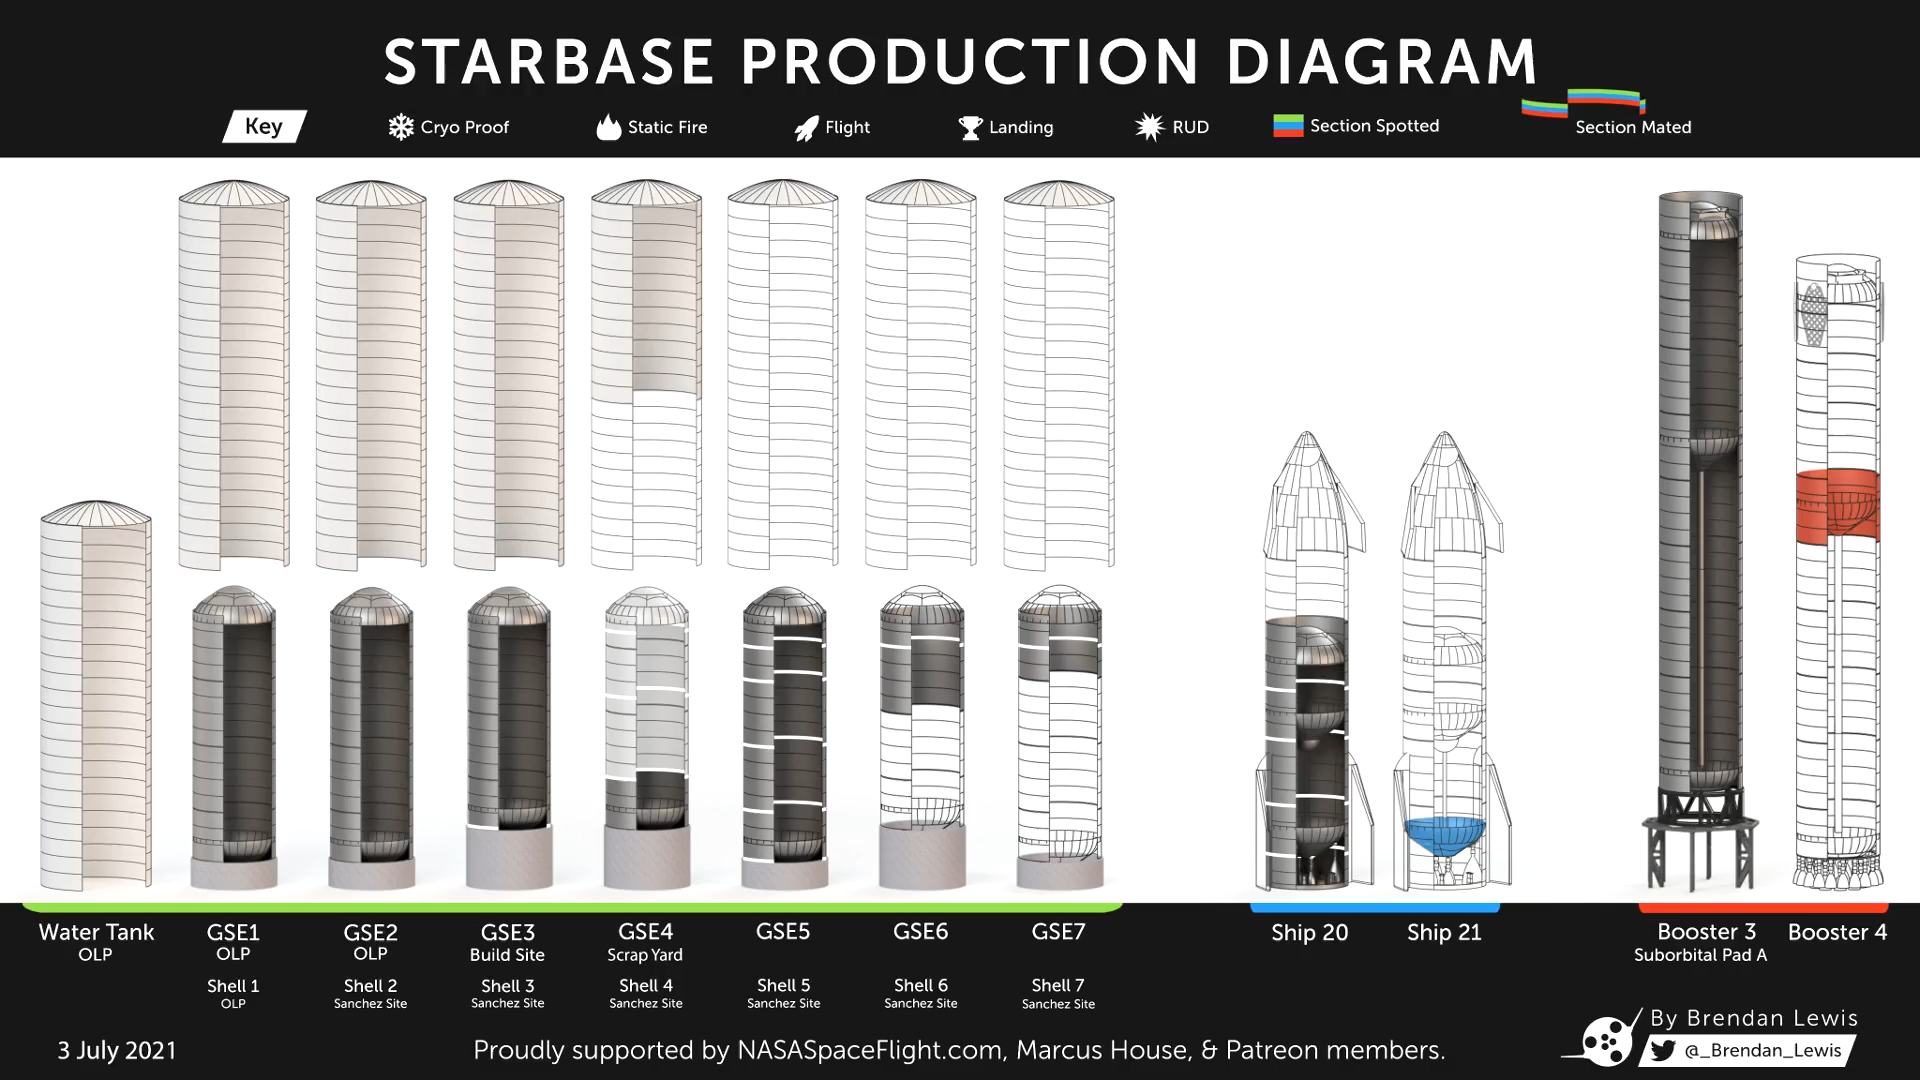 STARBASE PRODUCTION DIAGRAM
Key
Cryo Proof
Static Fire
Flight
Landing
RUD
Section Spotted
Section Mated
Water Tank
OLP
GSE1
OLP
Shell 1
OLP
GSE2
OLP
Shell 2
Sanchez Site
GSE3
Build Site
Shell 3
Sanchez Site
GSE4
Scrap Yard
Shell 4
Sanchez Site
GSE5
Shell 5
Sanchez Site
GSE6
Shell 6
Sanchez Site
GSE7
Shell 7
Sanchez Site
Ship 20
Ship 21
Booster 3
Suborbital Pad A
Booster 4
3 July 2021
Proudly supported by NASASpaceFlight.com, Marcus House, & Patreon members.
By Brendan Lewis
@_Brendan_Lewis